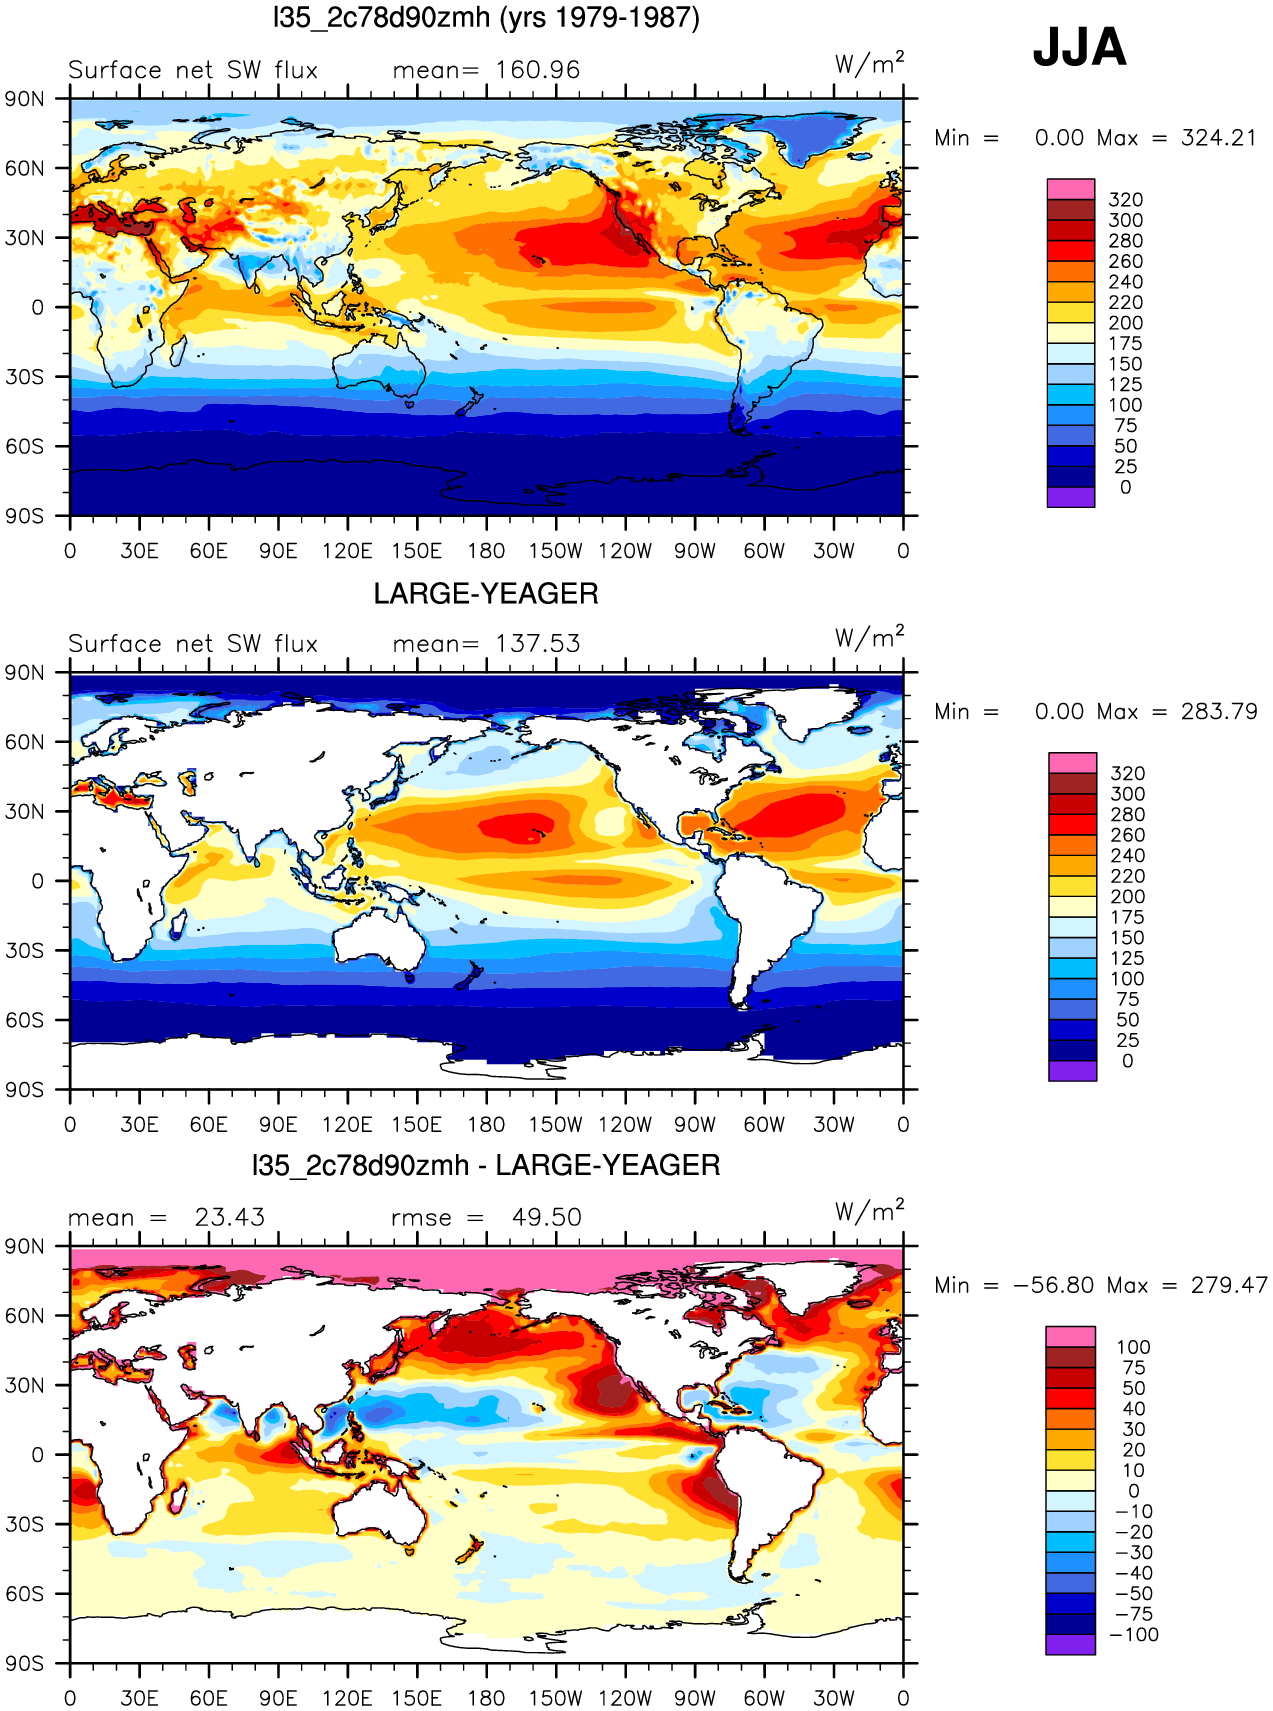 l35_2c78d90zmh (yrs 1979-1987)
JJA
Surface net SW flux mean= 160.96 W/m²
Min = 0.00 Max = 324.21
90N
60N
30N
0
30S
60S
90S
0 30E 60E 90E 120E 150E 180 150W 120W 90W 60W 30W 0
320
300
280
260
240
220
200
175
150
125
100
75
50
25
0
LARGE-YEAGER
Surface net SW flux mean= 137.53 W/m²
Min = 0.00 Max = 283.79
90N
60N
30N
0
30S
60S
90S
0 30E 60E 90E 120E 150E 180 150W 120W 90W 60W 30W 0
320
300
280
260
240
220
200
175
150
125
100
75
50
25
0
l35_2c78d90zmh - LARGE-YEAGER
mean = 23.43 rmse = 49.50 W/m²
Min = −56.80 Max = 279.47
90N
60N
30N
0
30S
60S
90S
0 30E 60E 90E 120E 150E 180 150W 120W 90W 60W 30W 0
100
75
50
40
30
20
10
0
−10
−20
−30
−40
−50
−75
−100